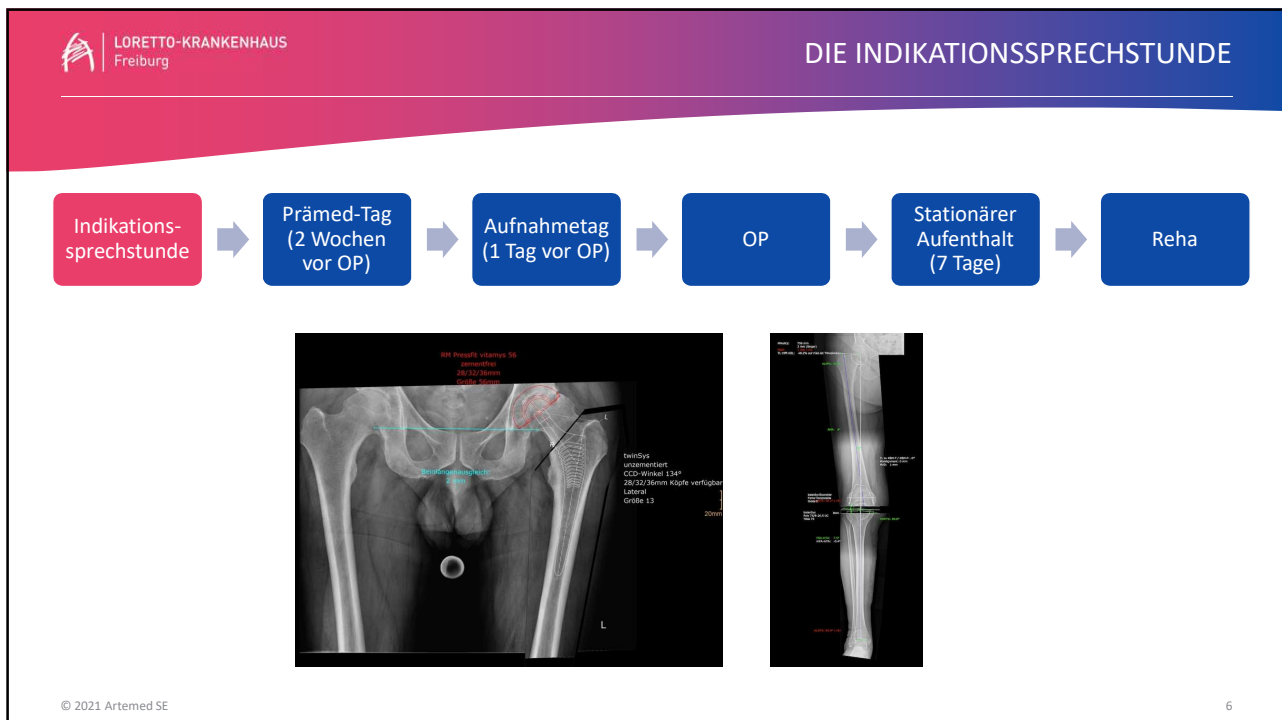 LORETTO-KRANKENHAUS
Freiburg
DIE INDIKATIONSSPRECHSTUNDE
Indikations-
sprechstunde
Prämed-Tag
(2 Wochen
vor OP)
Aufnahmetag
(1 Tag vor OP)
OP
Stationärer
Aufenthalt
(7 Tage)
Reha
RM Pressfit vitamys 56
zementfrei
28/32/36mm
Größe 56mm
L
Beinlängenausgleich:
2 mm
twinSys
unzementiert
CCD-Winkel 134°
28/32/36mm Köpfe verfügbar
Lateral
Größe 13
20mm
L
© 2021 Artemed SE
6